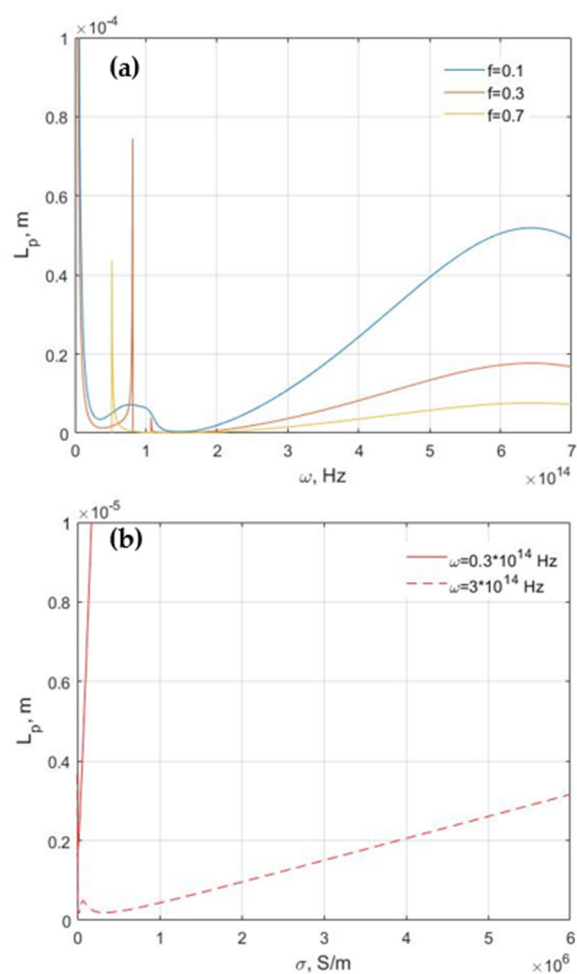 ×10⁻⁴
1
(a)
f=0.1
f=0.3
f=0.7
0.8
0.6
Lp, m
0.4
0.2
0
0 1 2 3 4 5 6 7
ω, Hz
×10¹⁴
×10⁻⁵
1
(b)
ω=0.3*10¹⁴ Hz
ω=3*10¹⁴ Hz
0.8
0.6
Lp, m
0.4
0.2
0
0 1 2 3 4 5 6
σ, S/m
×10⁶